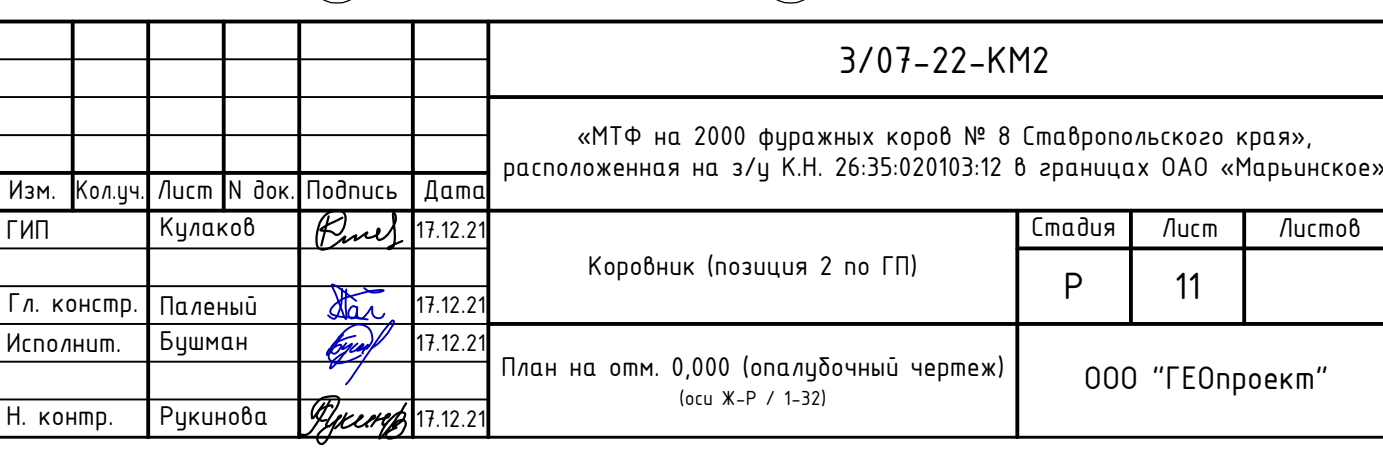 3/07-22-КМ2
«МТФ на 2000 фуражных коров № 8 Ставропольского края»,
расположенная на з/у К.Н. 26:35:020103:12 в границах ОАО «Марьинское»
Изм. Кол.уч. Лист N док. Подпись Дата
ГИП Кулаков 17.12.21
Гл. констр. Паленый 17.12.21
Исполнит. Бушман 17.12.21
Н. контр. Рукинова 17.12.21
Коровник (позиция 2 по ГП)
Стадия Лист Листов
Р 11
План на отм. 0,000 (опалубочный чертеж)
(оси Ж-Р / 1-32)
ООО "ГЕОпроект"